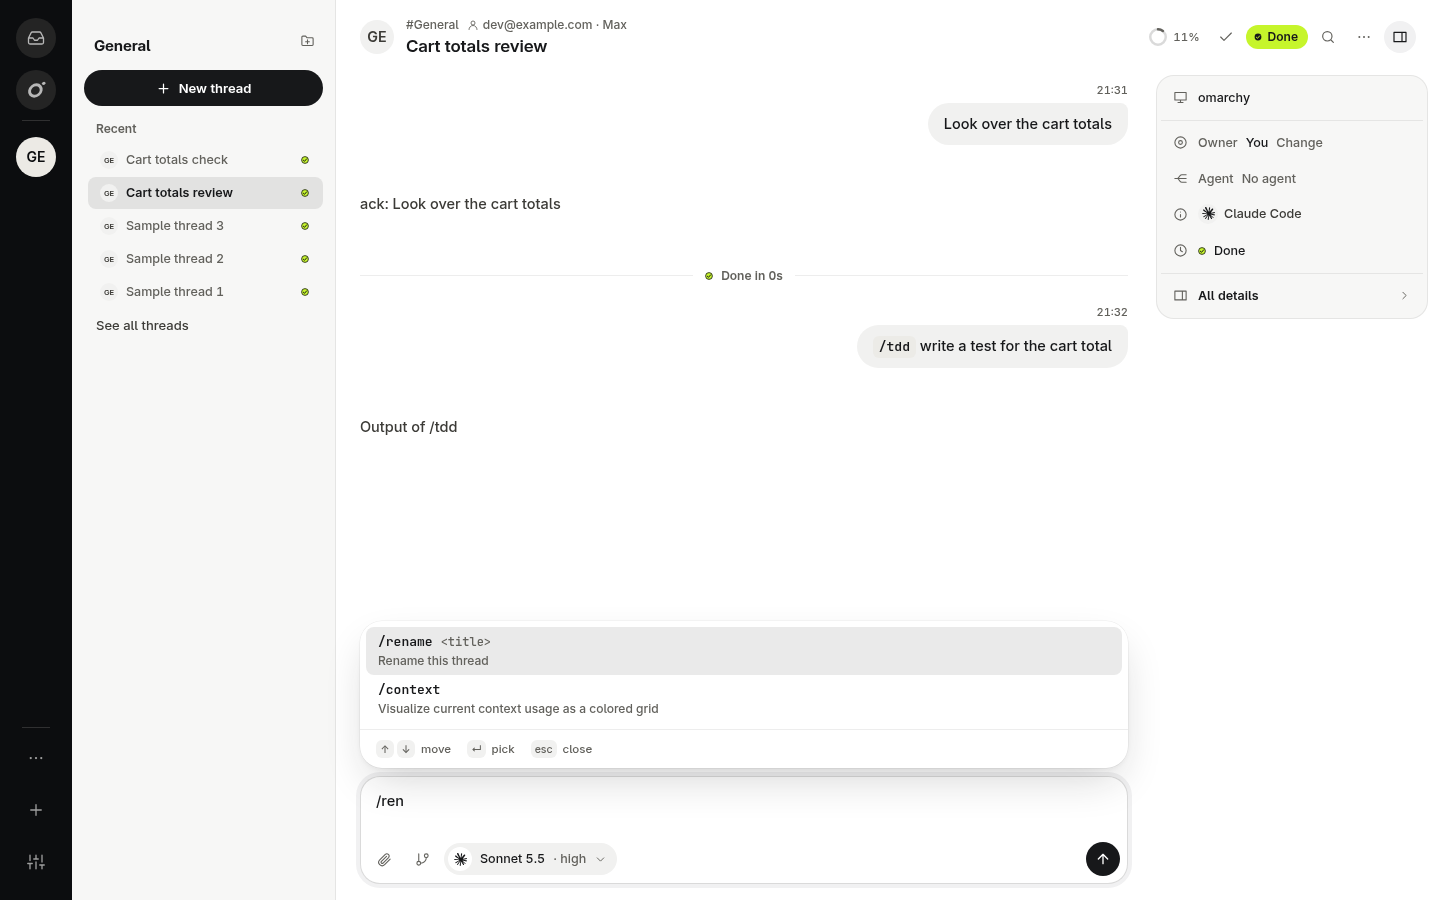 GE
General
New thread
Recent
GE Cart totals check
GE Cart totals review
GE Sample thread 3
GE Sample thread 2
GE Sample thread 1
See all threads
GE
#General dev@example.com · Max
Cart totals review
11%
Done
21:31
Look over the cart totals
ack: Look over the cart totals
Done in 0s
21:32
/tdd write a test for the cart total
Output of /tdd
/rename <title>
Rename this thread
/context
Visualize current context usage as a colored grid
↑ ↓ move ↵ pick esc close
/ren
Sonnet 5.5 · high
omarchy
Owner You Change
Agent No agent
Claude Code
Done
All details